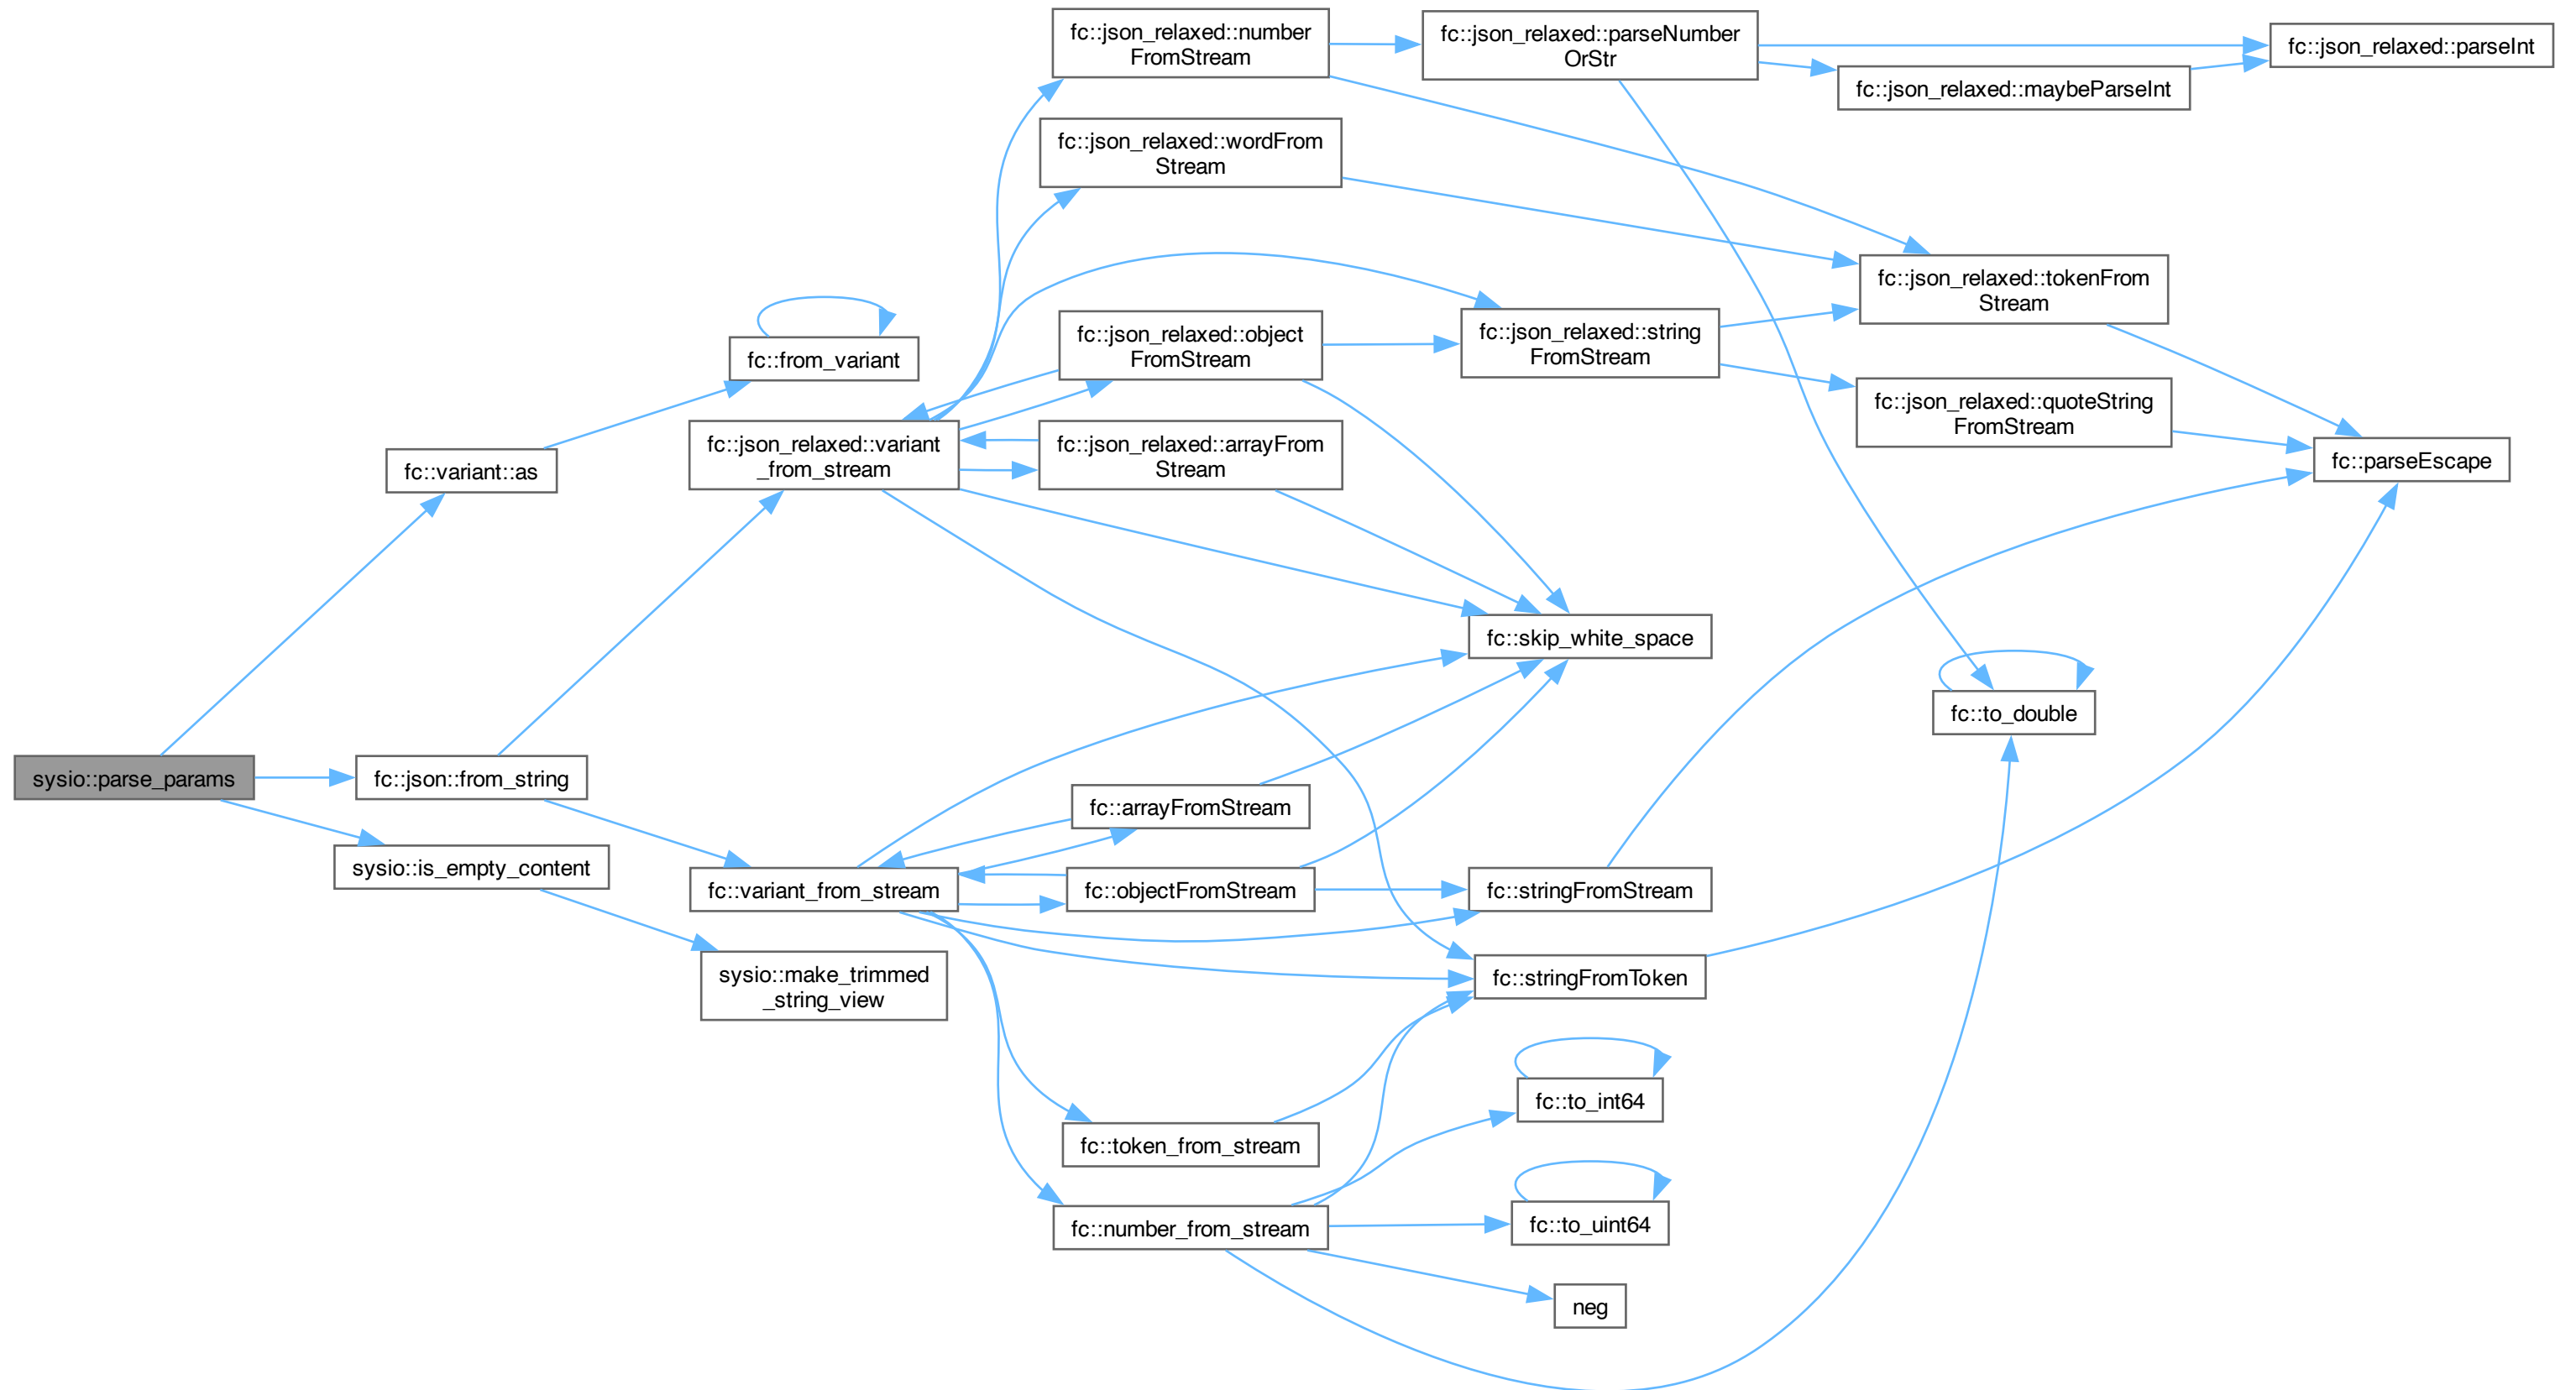 fc::json_relaxed::number
FromStream
fc::json_relaxed::parseNumber
OrStr
fc::json_relaxed::parseInt
fc::json_relaxed::maybeParseInt
fc::json_relaxed::wordFrom
Stream
fc::json_relaxed::tokenFrom
Stream
fc::from_variant
fc::json_relaxed::object
FromStream
fc::json_relaxed::string
FromStream
fc::json_relaxed::quoteString
FromStream
fc::variant::as
fc::json_relaxed::variant
_from_stream
fc::json_relaxed::arrayFrom
Stream
fc::parseEscape
fc::skip_white_space
fc::to_double
sysio::parse_params
fc::json::from_string
fc::arrayFromStream
sysio::is_empty_content
fc::variant_from_stream
fc::objectFromStream
fc::stringFromStream
sysio::make_trimmed
_string_view
fc::stringFromToken
fc::to_int64
fc::token_from_stream
fc::number_from_stream
fc::to_uint64
neg